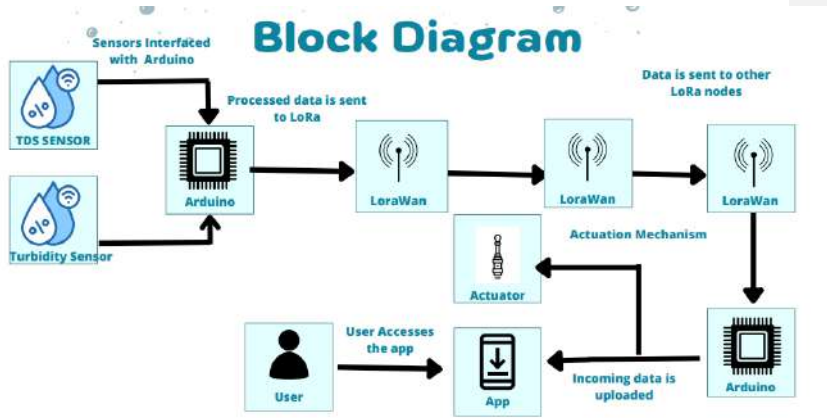 Block Diagram
Sensors Interfaced
with Arduino
TDS SENSOR
Turbidity Sensor
Arduino
Processed data is sent
to LoRa
LoraWan
LoraWan
Data is sent to other
LoRa nodes
LoraWan
Actuation Mechanism
Actuator
User Accesses
the app
User
App
Incoming data is
uploaded
Arduino